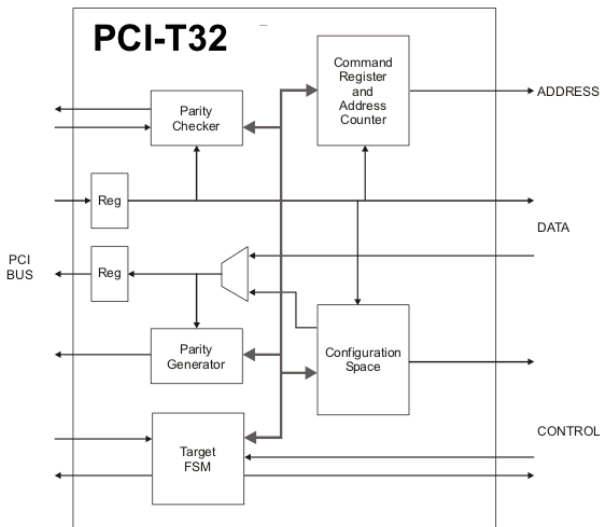 PCI-T32
Command
Register
and
Address
Counter
ADDRESS
Parity
Checker
Reg
DATA
PCI
BUS
Reg
Parity
Generator
Configuration
Space
CONTROL
Target
FSM